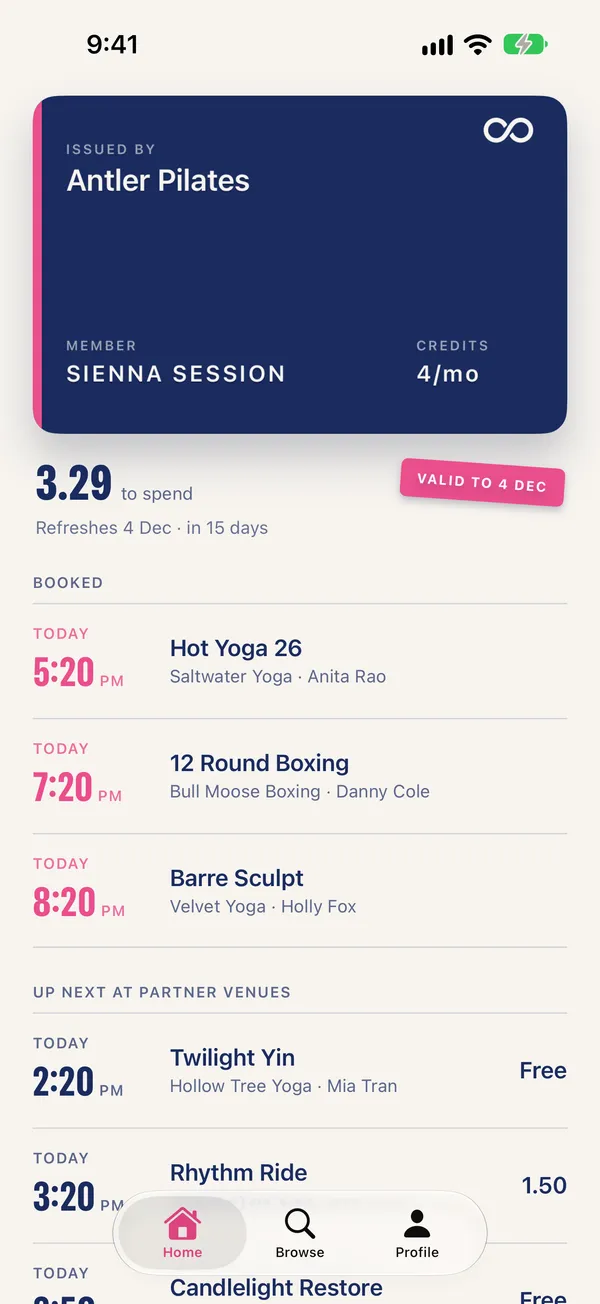 9:41
ISSUED BY
Antler Pilates
MEMBER
CREDITS
SIENNA SESSION
4/mo
3.29 to spend
VALID TO 4 DEC
Refreshes 4 Dec · in 15 days
BOOKED
TODAY
5:20 PM
Hot Yoga 26
Saltwater Yoga · Anita Rao
TODAY
7:20 PM
12 Round Boxing
Bull Moose Boxing · Danny Cole
TODAY
8:20 PM
Barre Sculpt
Velvet Yoga · Holly Fox
UP NEXT AT PARTNER VENUES
TODAY
2:20 PM
Twilight Yin
Hollow Tree Yoga · Mia Tran
Free
TODAY
3:20 PM
Rhythm Ride
1.50
Home
Browse
Profile
TODAY
Candlelight Restore
Free